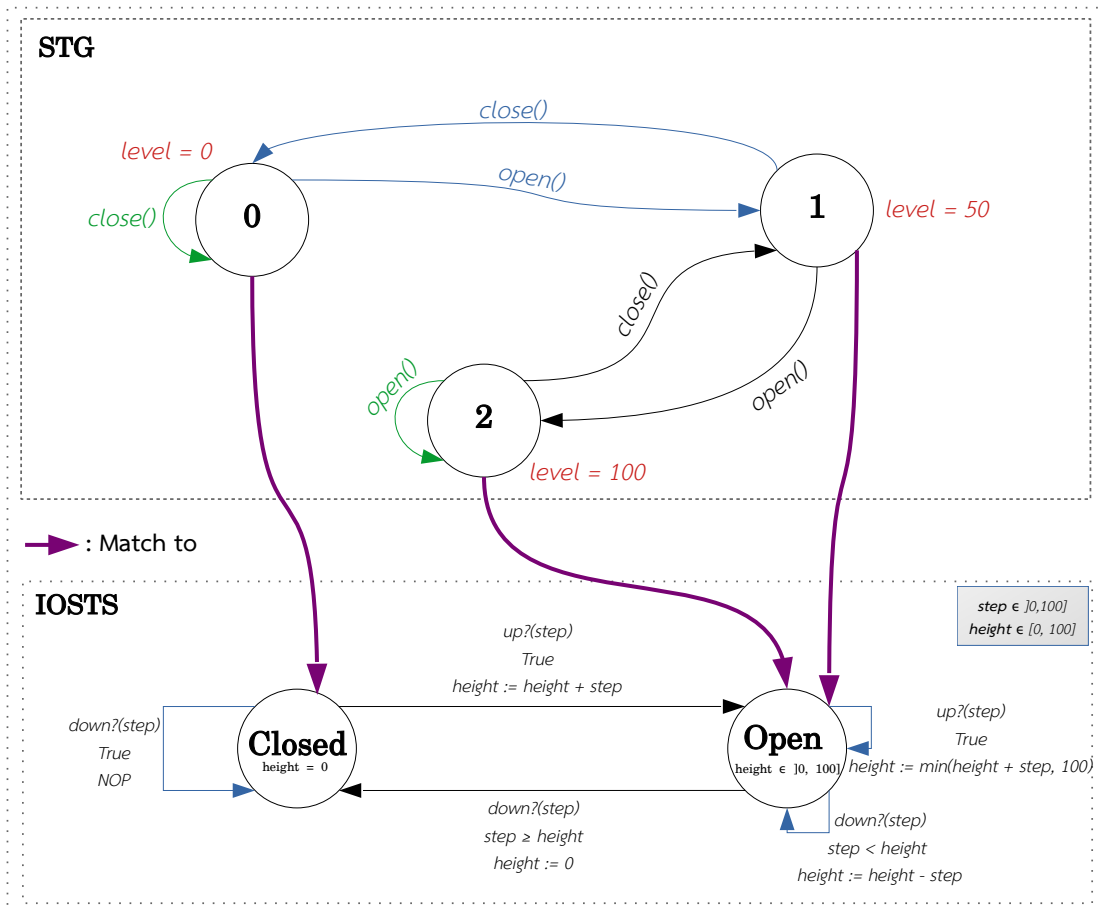 STG
close()
level = 0
open()
close()
0
1
level = 50
close()
open()
open()
2
level = 100
: Match to
IOSTS
step ϵ ]0,100]
height ϵ [0, 100]
up?(step)
True
height := height + step
down?(step)
True
NOP
Closed
height = 0
Open
height ϵ ]0, 100]
up?(step)
True
height := min(height + step, 100)
down?(step)
step ≥ height
height := 0
down?(step)
step < height
height := height - step